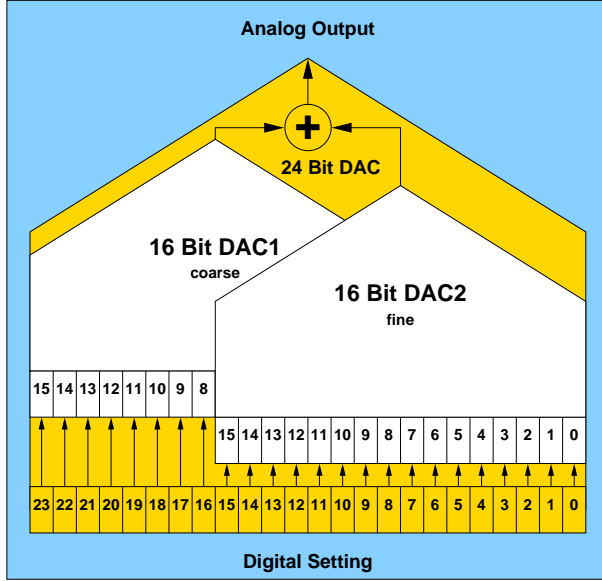 Analog Output
+
24 Bit DAC
16 Bit DAC1
coarse
16 Bit DAC2
fine
15 14 13 12 11 10 9 8
15 14 13 12 11 10 9 8 7 6 5 4 3 2 1 0
23 22 21 20 19 18 17 16 15 14 13 12 11 10 9 8 7 6 5 4 3 2 1 0
Digital Setting